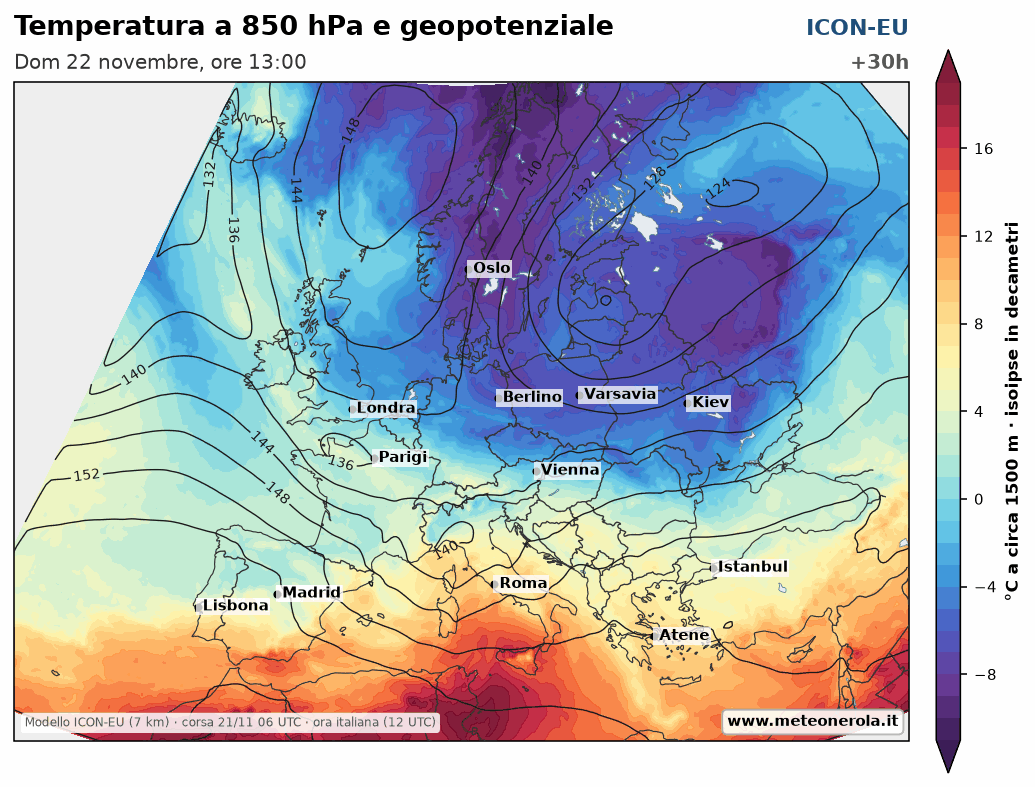 Temperatura a 850 hPa e geopotenziale
ICON-EU
Dom 22 novembre, ore 13:00
+30h
148
132
144
140
136
132
128
124
Oslo
140
Berlino
Varsavia
Kiev
Londra
144
136
Parigi
Vienna
152
148
140
Roma
Istanbul
Madrid
Lisbona
Atene
Modello ICON-EU (7 km) · corsa 21/11 06 UTC · ora italiana (12 UTC)
www.meteonerola.it
16
12
8
4
0
−4
−8
°C a circa 1500 m · isoipse in decametri